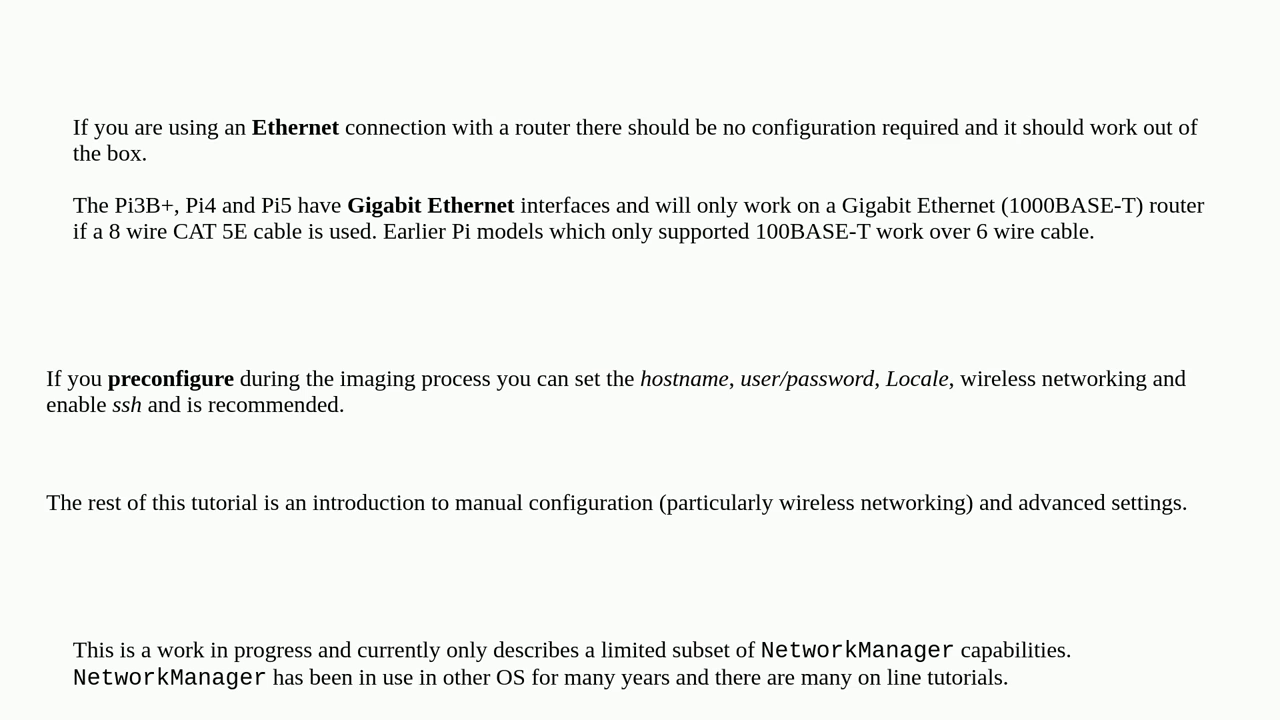 If you are using an Ethernet connection with a router there should be no configuration required and it should work out of
the box.
The Pi3B+, Pi4 and Pi5 have Gigabit Ethernet interfaces and will only work on a Gigabit Ethernet (1000BASE-T) router
if a 8 wire CAT 5E cable is used. Earlier Pi models which only supported 100BASE-T work over 6 wire cable.
If you preconfigure during the imaging process you can set the hostname, user/password, Locale, wireless networking and
enable ssh and is recommended.
The rest of this tutorial is an introduction to manual configuration (particularly wireless networking) and advanced settings.
This is a work in progress and currently only describes a limited subset of NetworkManager capabilities.
NetworkManager has been in use in other OS for many years and there are many on line tutorials.